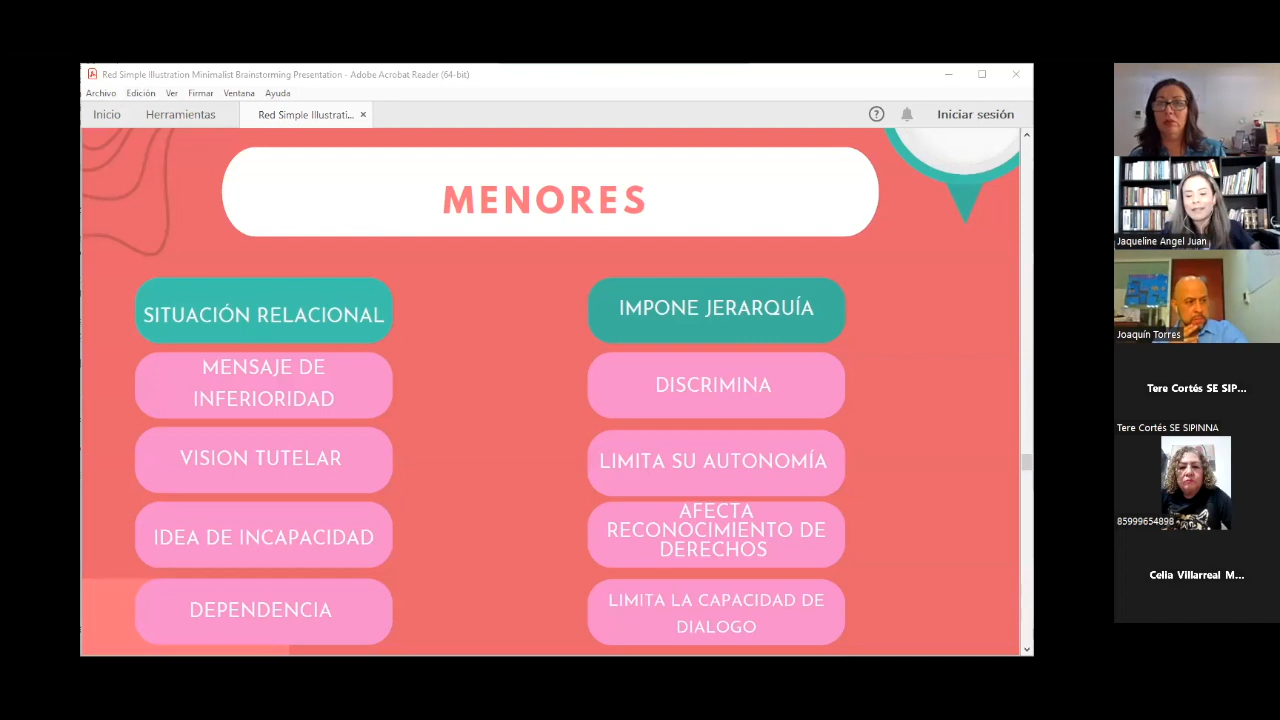 Red Simple Illustration Minimalist Brainstorming Presentation - Adobe Acrobat Reader (64-bit)
Archivo Edición Ver Firmar Ventana Ayuda
Inicio Herramientas Red Simple Illustrati... × Iniciar sesión
MENORES
SITUACIÓN RELACIONAL
MENSAJE DE
INFERIORIDAD
VISION TUTELAR
IDEA DE INCAPACIDAD
DEPENDENCIA
IMPONE JERARQUÍA
DISCRIMINA
LIMITA SU AUTONOMÍA
AFECTA
RECONOCIMIENTO DE
DERECHOS
LIMITA LA CAPACIDAD DE
DIALOGO
Jaqueline Angel Juan
Joaquín Torres
Tere Cortés SE SIP...
Tere Cortés SE SIPINNA
85999654898
Celia Villarreal M...